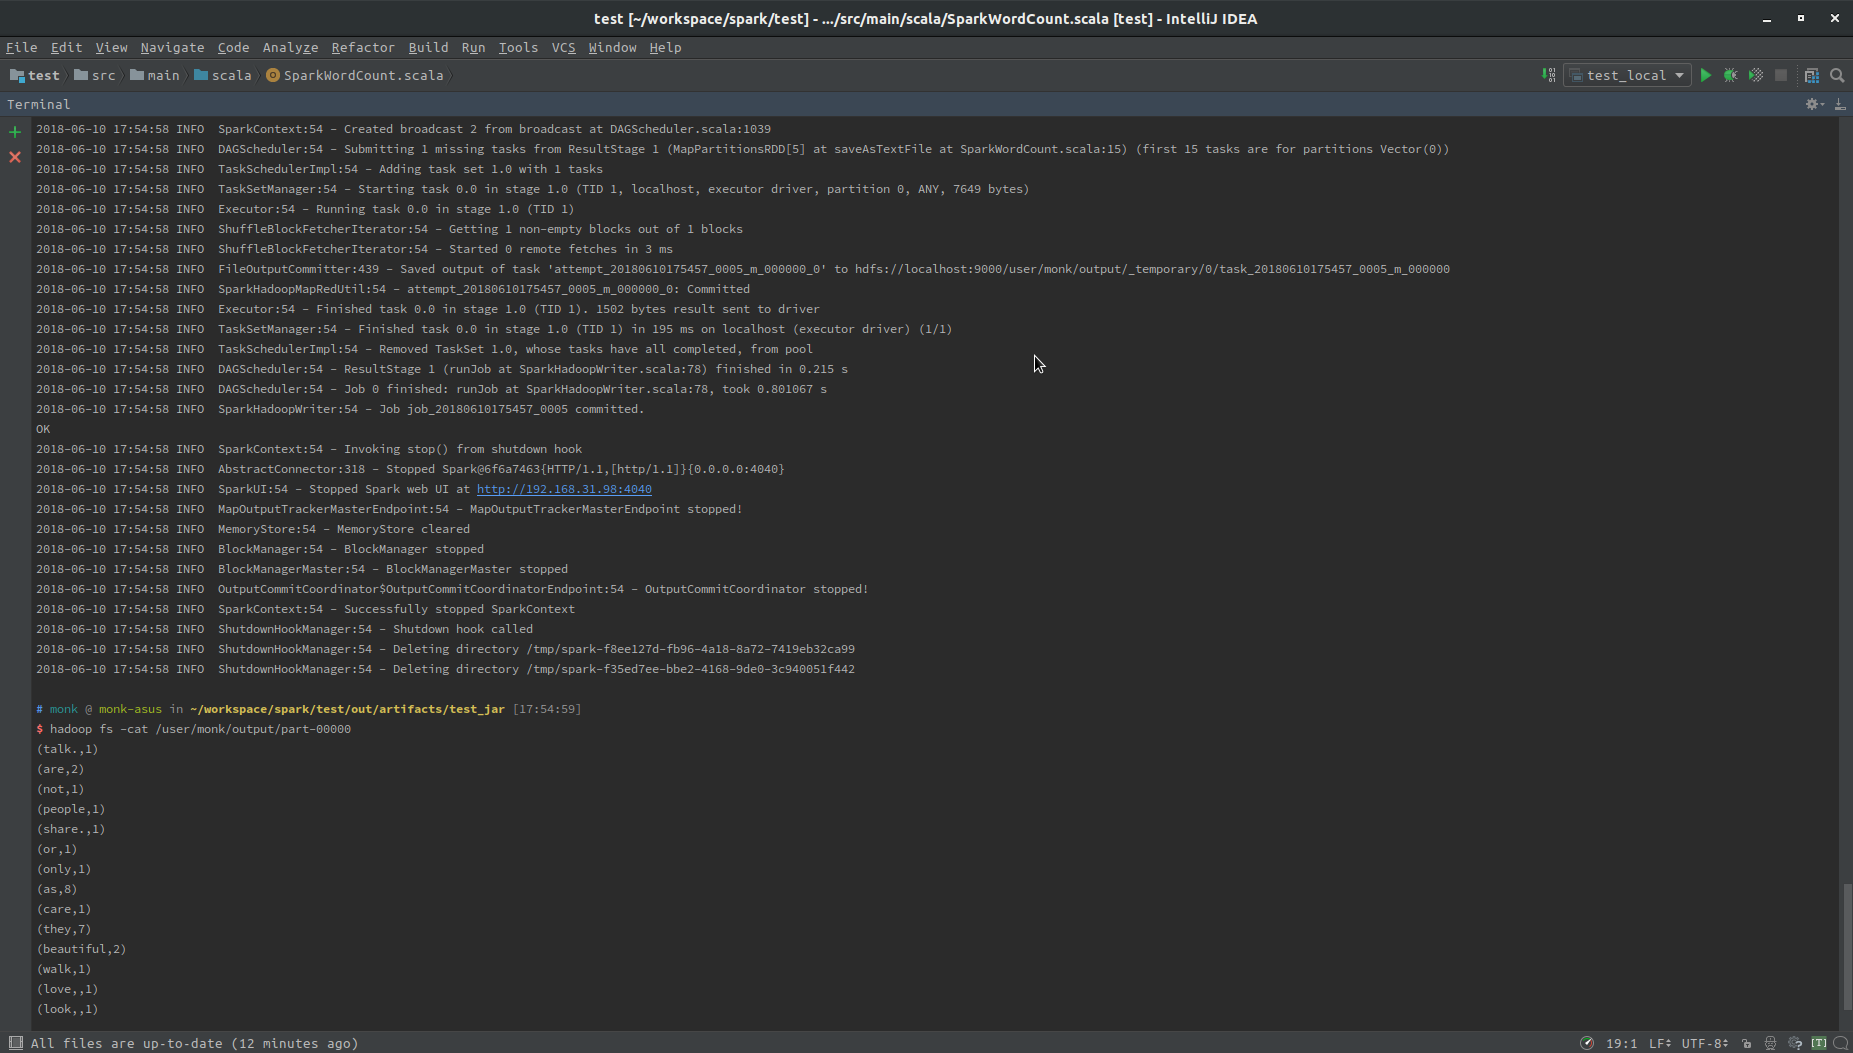 test [~/workspace/spark/test] - .../src/main/scala/SparkWordCount.scala [test] - IntelliJ IDEA
File Edit View Navigate Code Analyze Refactor Build Run Tools VCS Window Help
test src main scala SparkWordCount.scala test_local
Terminal
2018-06-10 17:54:58 INFO  SparkContext:54 - Created broadcast 2 from broadcast at DAGScheduler.scala:1039
2018-06-10 17:54:58 INFO  DAGScheduler:54 - Submitting 1 missing tasks from ResultStage 1 (MapPartitionsRDD[5] at saveAsTextFile at SparkWordCount.scala:15) (first 15 tasks are for partitions Vector(0))
2018-06-10 17:54:58 INFO  TaskSchedulerImpl:54 - Adding task set 1.0 with 1 tasks
2018-06-10 17:54:58 INFO  TaskSetManager:54 - Starting task 0.0 in stage 1.0 (TID 1, localhost, executor driver, partition 0, ANY, 7649 bytes)
2018-06-10 17:54:58 INFO  Executor:54 - Running task 0.0 in stage 1.0 (TID 1)
2018-06-10 17:54:58 INFO  ShuffleBlockFetcherIterator:54 - Getting 1 non-empty blocks out of 1 blocks
2018-06-10 17:54:58 INFO  ShuffleBlockFetcherIterator:54 - Started 0 remote fetches in 3 ms
2018-06-10 17:54:58 INFO  FileOutputCommitter:439 - Saved output of task 'attempt_20180610175457_0005_m_000000_0' to hdfs://localhost:9000/user/monk/output/_temporary/0/task_20180610175457_0005_m_000000
2018-06-10 17:54:58 INFO  SparkHadoopMapRedUtil:54 - attempt_20180610175457_0005_m_000000_0: Committed
2018-06-10 17:54:58 INFO  Executor:54 - Finished task 0.0 in stage 1.0 (TID 1). 1502 bytes result sent to driver
2018-06-10 17:54:58 INFO  TaskSetManager:54 - Finished task 0.0 in stage 1.0 (TID 1) in 195 ms on localhost (executor driver) (1/1)
2018-06-10 17:54:58 INFO  TaskSchedulerImpl:54 - Removed TaskSet 1.0, whose tasks have all completed, from pool
2018-06-10 17:54:58 INFO  DAGScheduler:54 - ResultStage 1 (runJob at SparkHadoopWriter.scala:78) finished in 0.215 s
2018-06-10 17:54:58 INFO  DAGScheduler:54 - Job 0 finished: runJob at SparkHadoopWriter.scala:78, took 0.801067 s
2018-06-10 17:54:58 INFO  SparkHadoopWriter:54 - Job job_20180610175457_0005 committed.
OK
2018-06-10 17:54:58 INFO  SparkContext:54 - Invoking stop() from shutdown hook
2018-06-10 17:54:58 INFO  AbstractConnector:318 - Stopped Spark@6f6a7463{HTTP/1.1,[http/1.1]}{0.0.0.0:4040}
2018-06-10 17:54:58 INFO  SparkUI:54 - Stopped Spark web UI at http://192.168.31.98:4040
2018-06-10 17:54:58 INFO  MapOutputTrackerMasterEndpoint:54 - MapOutputTrackerMasterEndpoint stopped!
2018-06-10 17:54:58 INFO  MemoryStore:54 - MemoryStore cleared
2018-06-10 17:54:58 INFO  BlockManager:54 - BlockManager stopped
2018-06-10 17:54:58 INFO  BlockManagerMaster:54 - BlockManagerMaster stopped
2018-06-10 17:54:58 INFO  OutputCommitCoordinator$OutputCommitCoordinatorEndpoint:54 - OutputCommitCoordinator stopped!
2018-06-10 17:54:58 INFO  SparkContext:54 - Successfully stopped SparkContext
2018-06-10 17:54:58 INFO  ShutdownHookManager:54 - Shutdown hook called
2018-06-10 17:54:58 INFO  ShutdownHookManager:54 - Deleting directory /tmp/spark-f8ee127d-fb96-4a18-8a72-7419eb32ca99
2018-06-10 17:54:58 INFO  ShutdownHookManager:54 - Deleting directory /tmp/spark-f35ed7ee-bbe2-4168-9de0-3c940051f442
# monk @ monk-asus in ~/workspace/spark/test/out/artifacts/test_jar [17:54:59]
$ hadoop fs -cat /user/monk/output/part-00000
(talk.,1)
(are,2)
(not,1)
(people,1)
(share.,1)
(or,1)
(only,1)
(as,8)
(care,1)
(they,7)
(beautiful,2)
(walk,1)
(love,,1)
(look,,1)
All files are up-to-date (12 minutes ago) 19:1 LF UTF-8 [T]